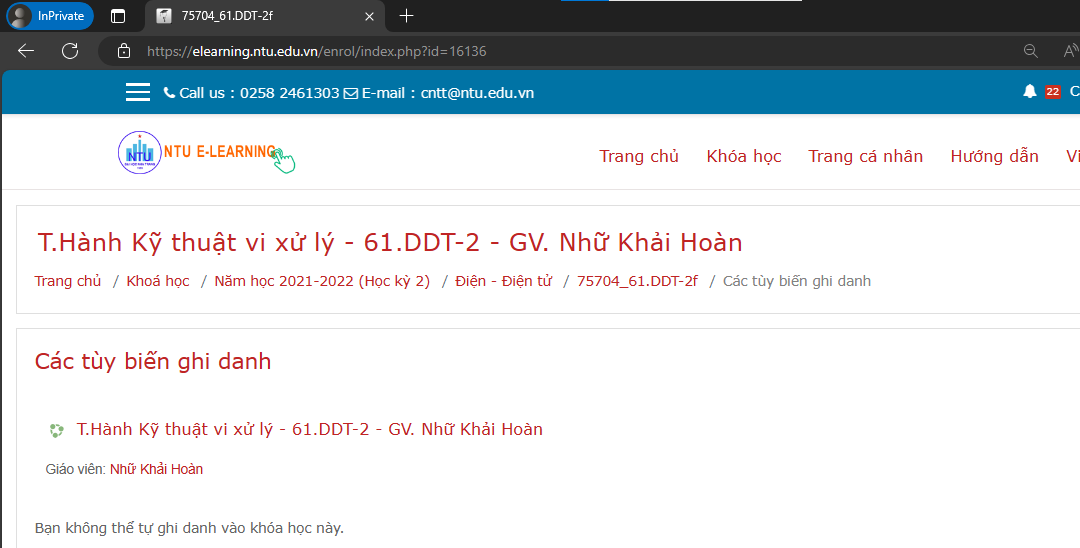 InPrivate
75704_61.DDT-2f
https://elearning.ntu.edu.vn/enrol/index.php?id=16136
Call us : 0258 2461303 E-mail : cntt@ntu.edu.vn
22 C
NTU
NTU E-LEARNING
Trang chủ Khóa học Trang cá nhân Hướng dẫn Vi
T.Hành Kỹ thuật vi xử lý - 61.DDT-2 - GV. Nhữ Khải Hoàn
Trang chủ / Khoá học / Năm học 2021-2022 (Học kỳ 2) / Điện - Điện tử / 75704_61.DDT-2f / Các tùy biến ghi danh
Các tùy biến ghi danh
T.Hành Kỹ thuật vi xử lý - 61.DDT-2 - GV. Nhữ Khải Hoàn
Giáo viên: Nhữ Khải Hoàn
Bạn không thể tự ghi danh vào khóa học này.